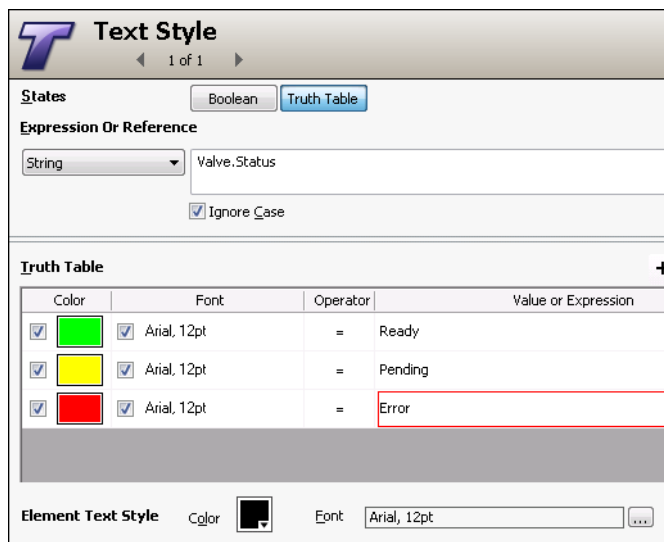 Text Style
1 of 1
States Boolean Truth Table
Expression Or Reference
String Valve.Status
Ignore Case
Truth Table
Color Font Operator Value or Expression
Arial, 12pt = Ready
Arial, 12pt = Pending
Arial, 12pt = Error
Element Text Style Color Font Arial, 12pt ...